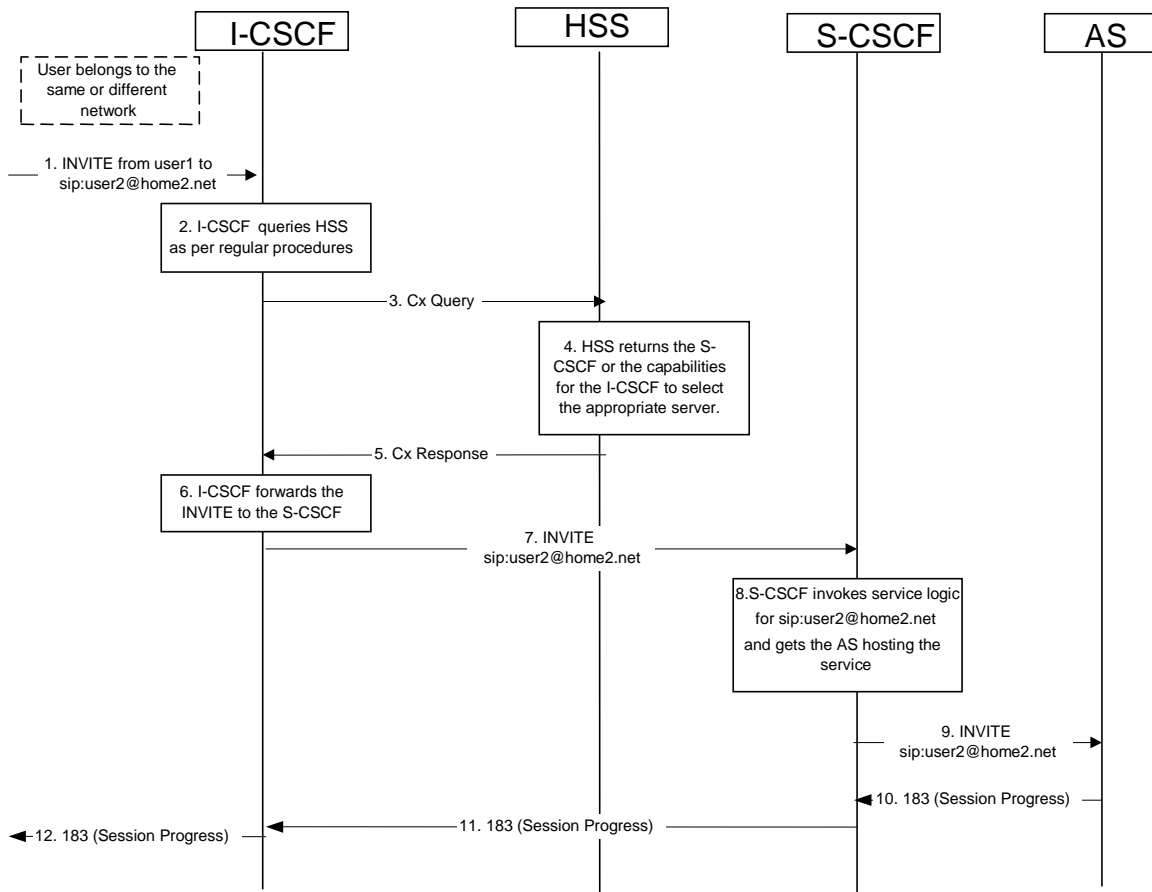 I-CSCF
HSS
S-CSCF
AS
User belongs to the
same or different
network
1. INVITE from user1 to
sip:user2@home2.net
2. I-CSCF queries HSS
as per regular procedures
3. Cx Query
4. HSS returns the S-
CSCF or the capabilities
for the I-CSCF to select
the appropriate server.
5. Cx Response
6. I-CSCF forwards the
INVITE to the S-CSCF
7. INVITE
sip:user2@home2.net
8.S-CSCF invokes service logic
for sip:user2@home2.net
and gets the AS hosting the
service
9. INVITE
sip:user2@home2.net
10. 183 (Session Progress)
11. 183 (Session Progress)
12. 183 (Session Progress)